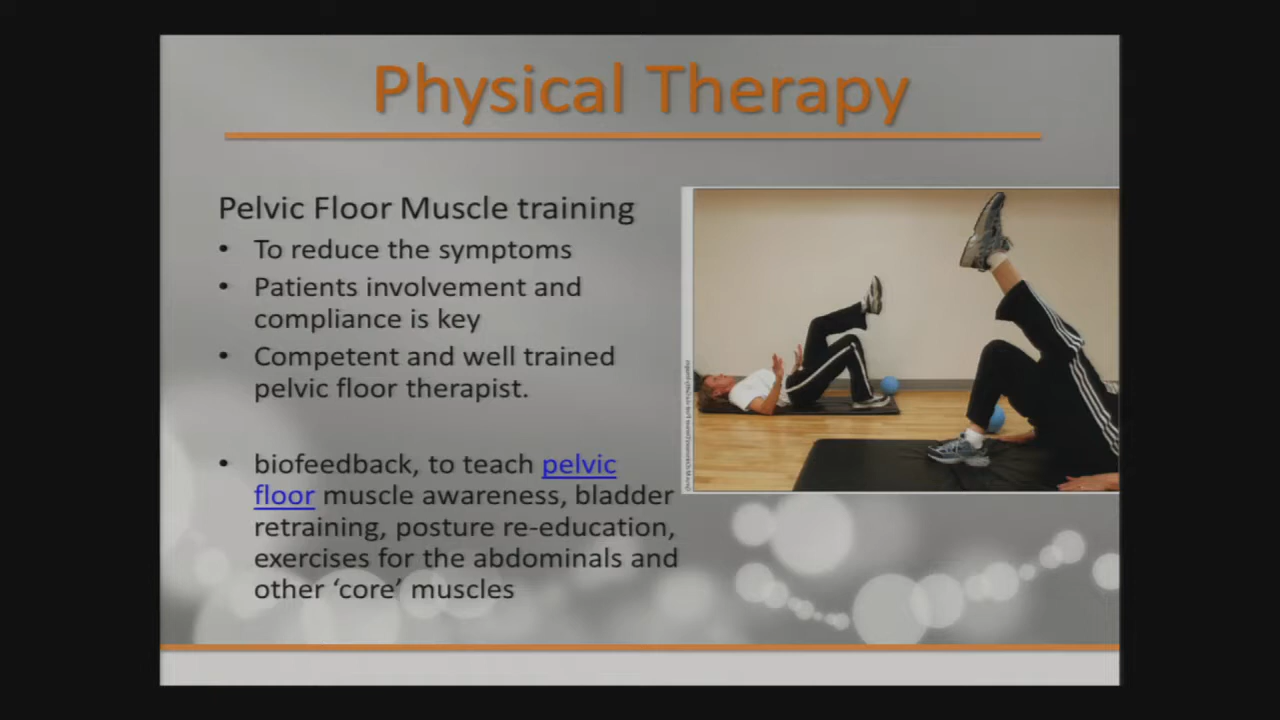 Physical Therapy
Pelvic Floor Muscle training
• To reduce the symptoms
• Patients involvement and
compliance is key
• Competent and well trained
pelvic floor therapist.
• biofeedback, to teach pelvic
floor muscle awareness, bladder
retraining, posture re-education,
exercises for the abdominals and
other ‘core’ muscles